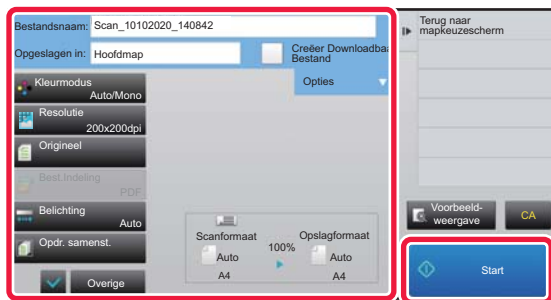 Bestandsnaam: Scan_10102020_140842
Opgeslagen in: Hoofdmap
Creëer Downloadba
Bestand
Opties
Kleurmodus
Auto/Mono
Resolutie
200x200dpi
Origineel
Best.Indeling
PDF
Belichting
Auto
Opdr. samenst.
Overige
Scanformaat
Auto
A4
100%
Opslagformaat
Auto
A4
Terug naar
mapkeuzescherm
Voorbeeld-
weergave
CA
Start